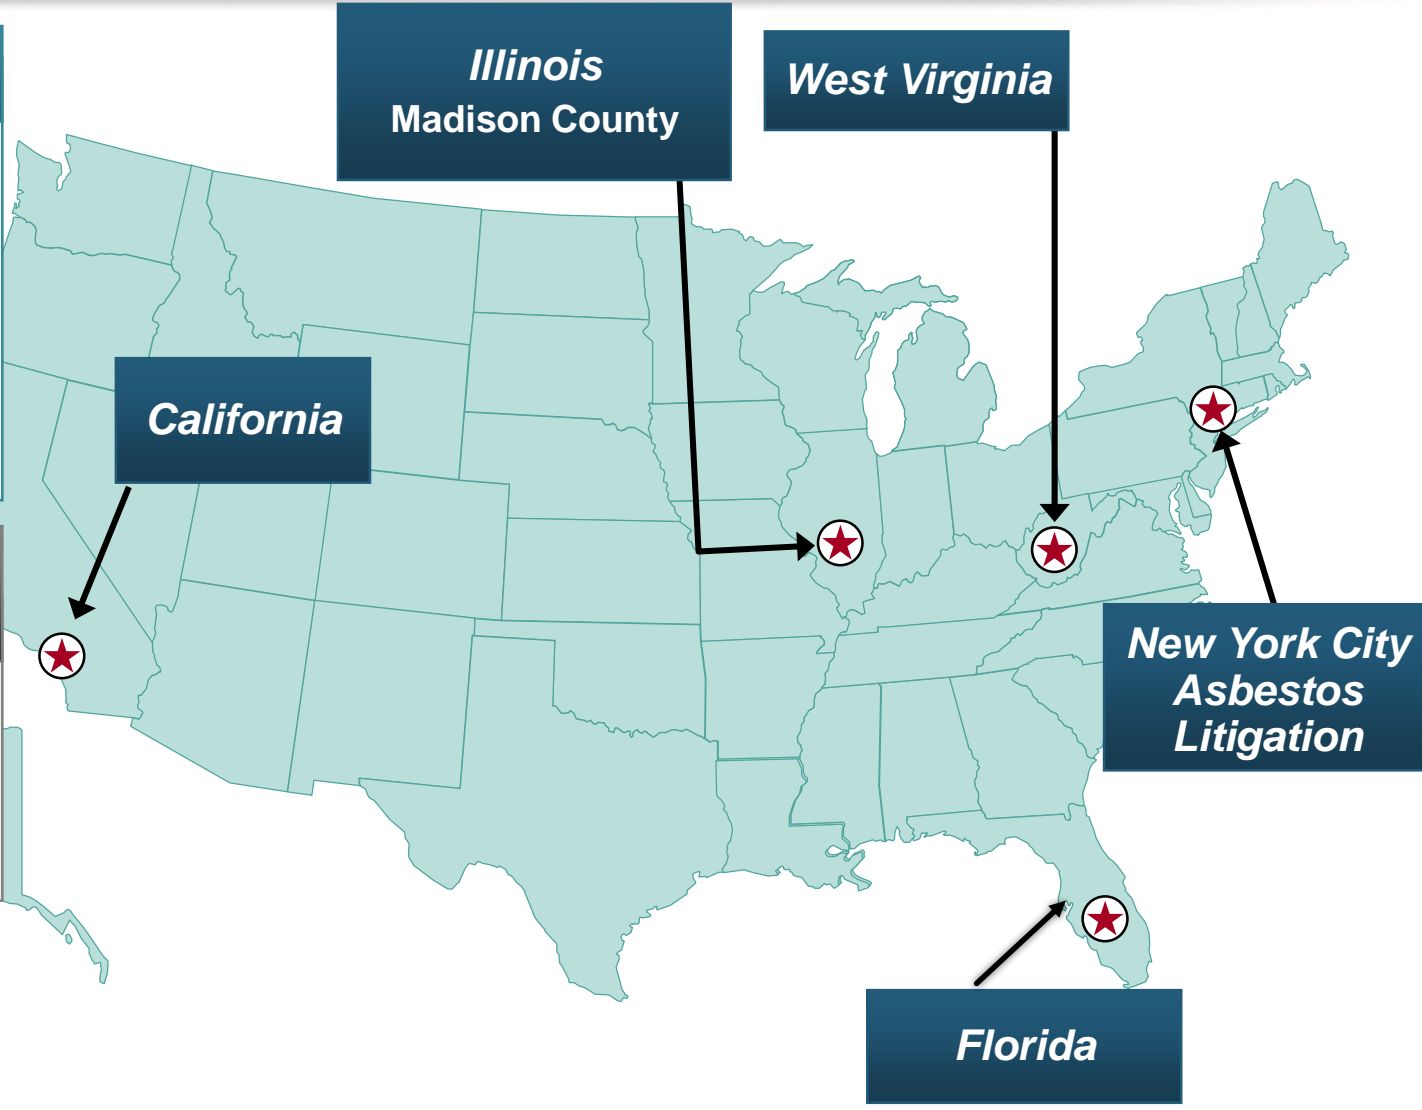 Illinois
Madison County
West Virginia
California
New York City
Asbestos
Litigation
Florida